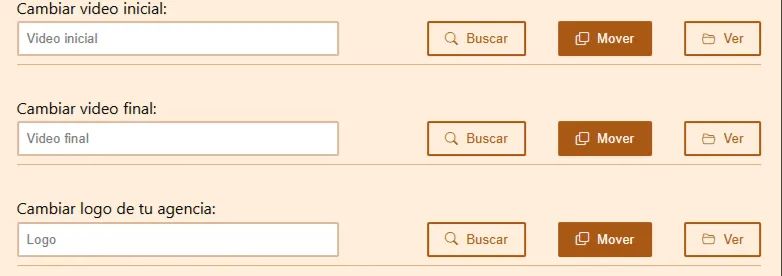 Cambiar video inicial:
Video inicial Buscar Mover Ver
Cambiar video final:
Video final Buscar Mover Ver
Cambiar logo de tu agencia:
Logo Buscar Mover Ver